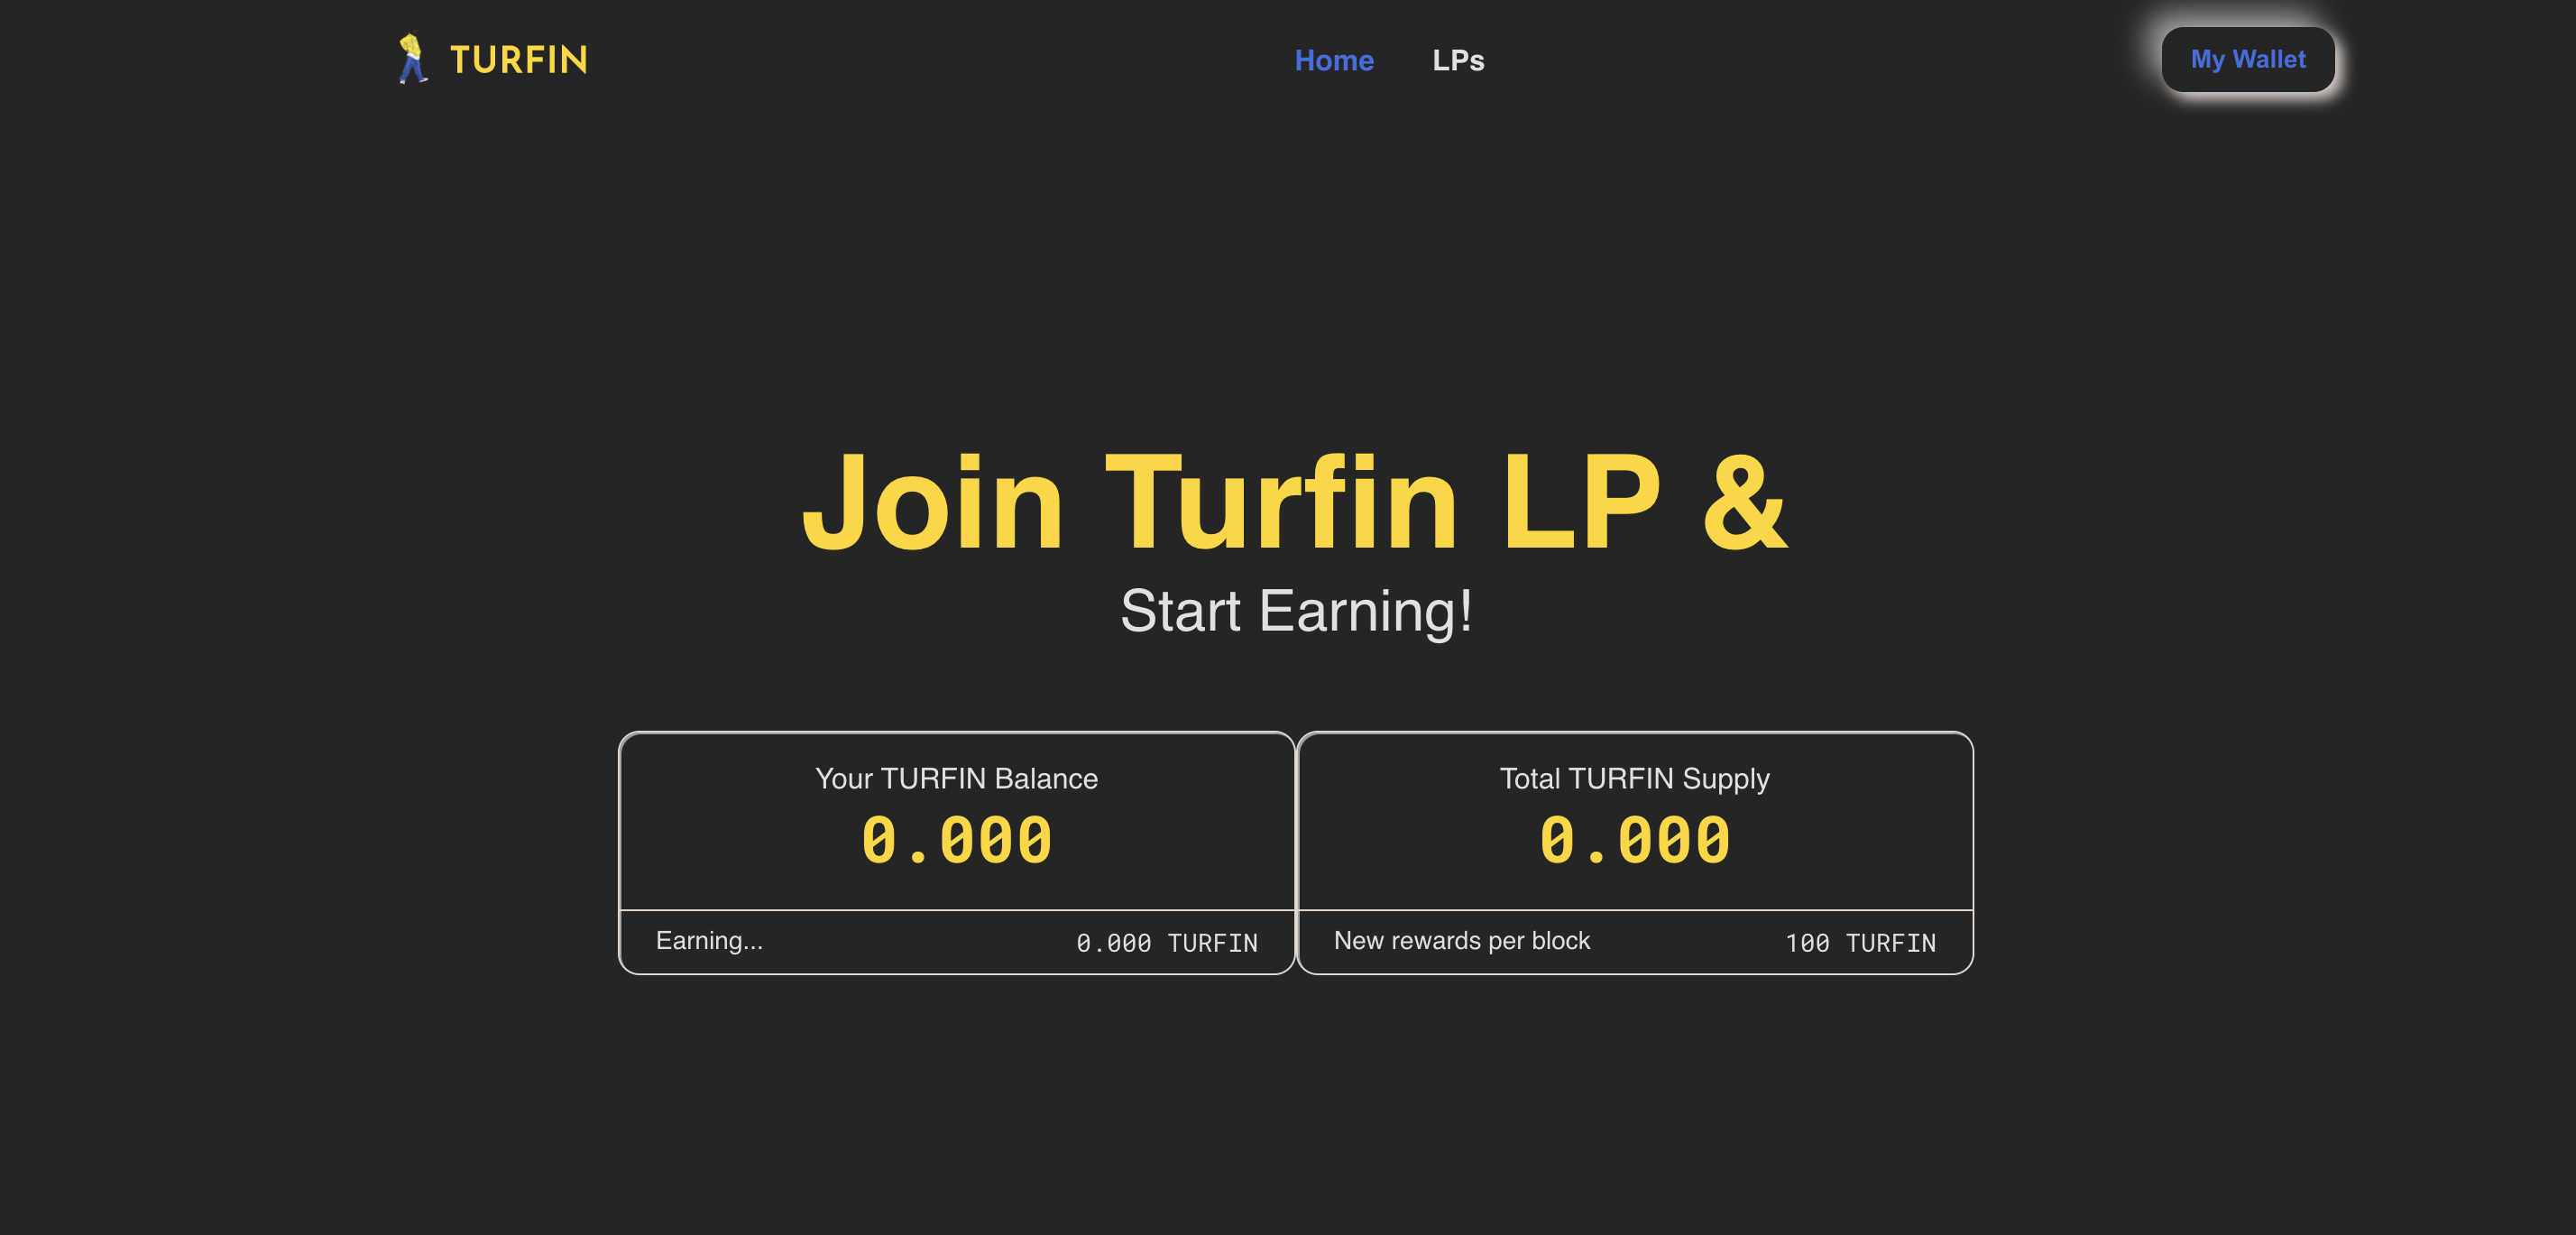 TURFIN
Home LPs
My Wallet
Join Turfin LP &
Start Earning!
Your TURFIN Balance
0.000
Earning...
0.000 TURFIN
Total TURFIN Supply
0.000
New rewards per block
100 TURFIN